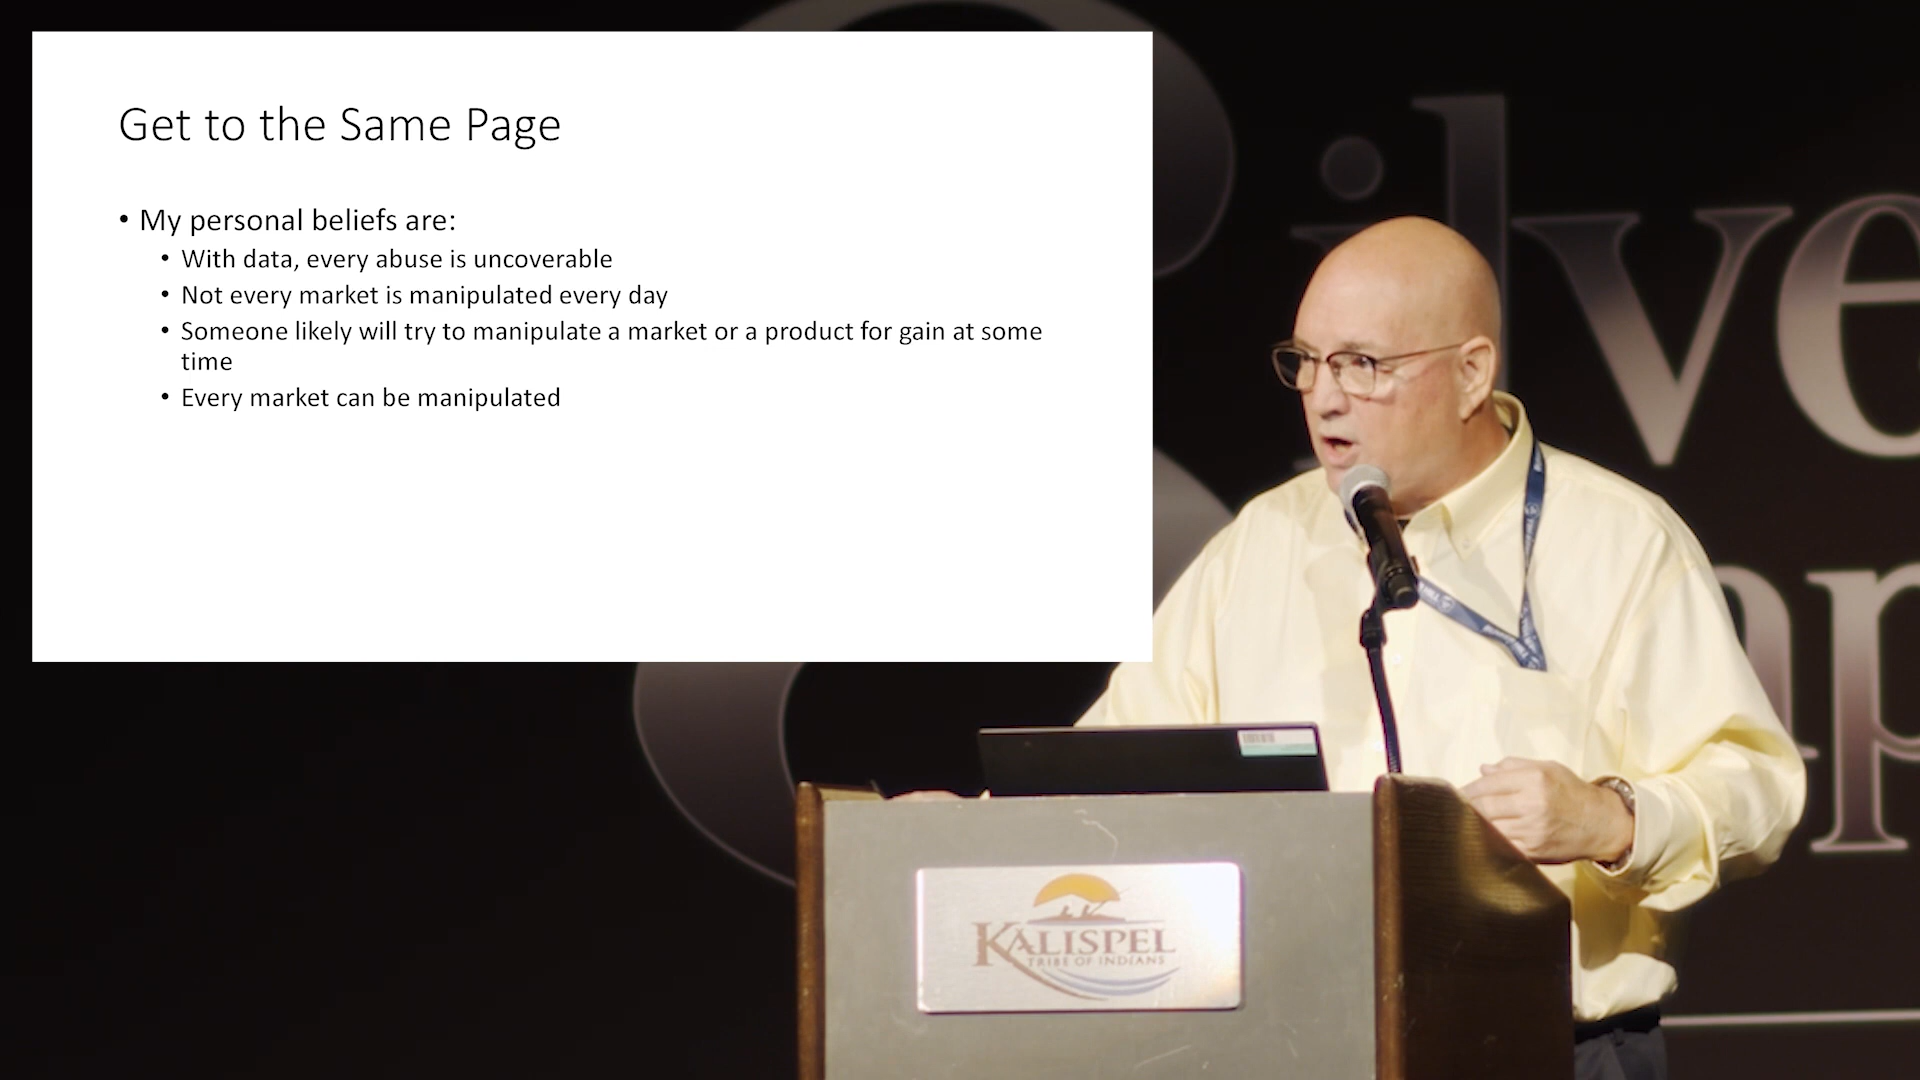 Get to the Same Page
• My personal beliefs are:
• With data, every abuse is uncoverable
• Not every market is manipulated every day
• Someone likely will try to manipulate a market or a product for gain at some
time
• Every market can be manipulated
ilve
mp
KALISPEL
TRIBE OF INDIANS